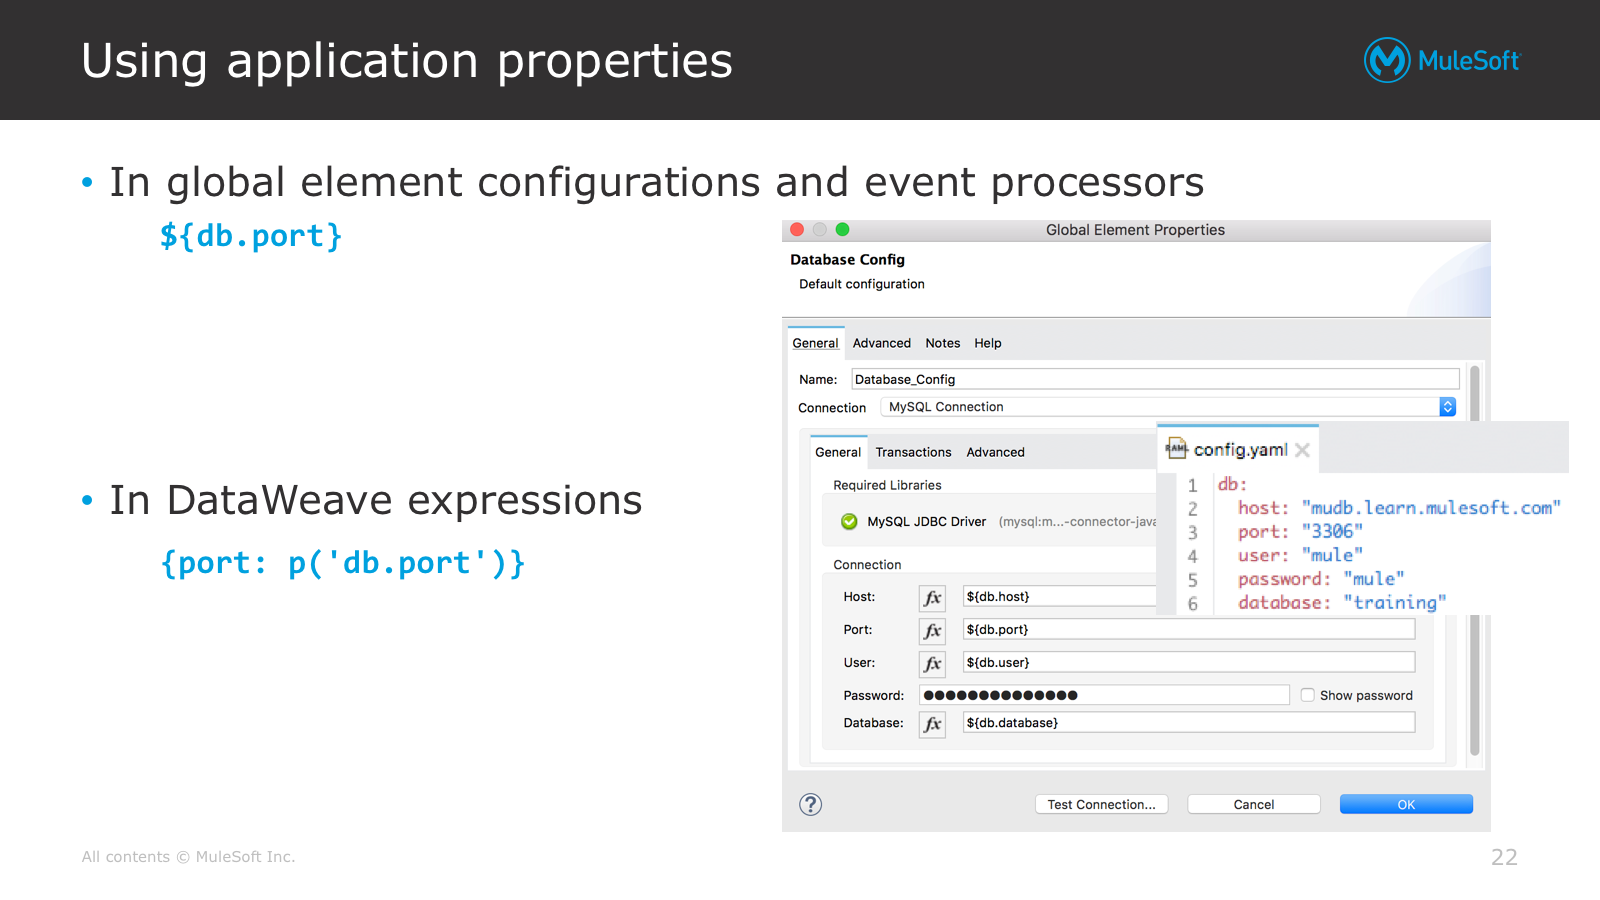 Using application properties
MuleSoft
• In global element configurations and event processors
${db.port}
• In DataWeave expressions
{port: p('db.port')}
Global Element Properties
Database Config
Default configuration
General Advanced Notes Help
Name: Database_Config
Connection MySQL Connection
General Transactions Advanced
Required Libraries
MySQL JDBC Driver (mysql:m...-connector-java
Connection
Host: fx ${db.host}
Port: fx ${db.port}
User: fx ${db.user}
Password: ●●●●●●●●●●●●●● Show password
Database: fx ${db.database}
? Test Connection... Cancel OK
RAML config.yaml
1 db:
2 host: "mudb.learn.mulesoft.com"
3 port: "3306"
4 user: "mule"
5 password: "mule"
6 database: "training"
All contents © MuleSoft Inc.
22